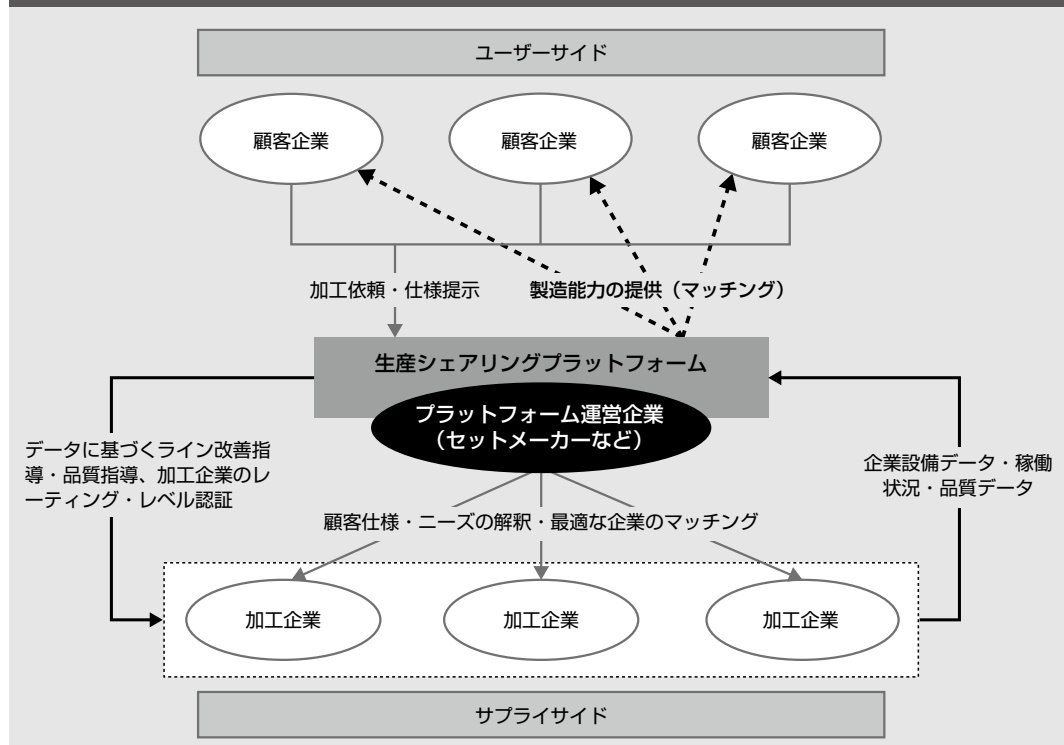 ユーザーサイド
顧客企業
顧客企業
顧客企業
加工依頼・仕様提示
製造能力の提供（マッチング）
生産シェアリングプラットフォーム
プラットフォーム運営企業
（セットメーカーなど）
データに基づくライン改善指
導・品質指導、加工企業のレ
ーティング・レベル認証
企業設備データ・稼働
状況・品質データ
顧客仕様・ニーズの解釈・最適な企業のマッチング
加工企業
加工企業
加工企業
サプライサイド